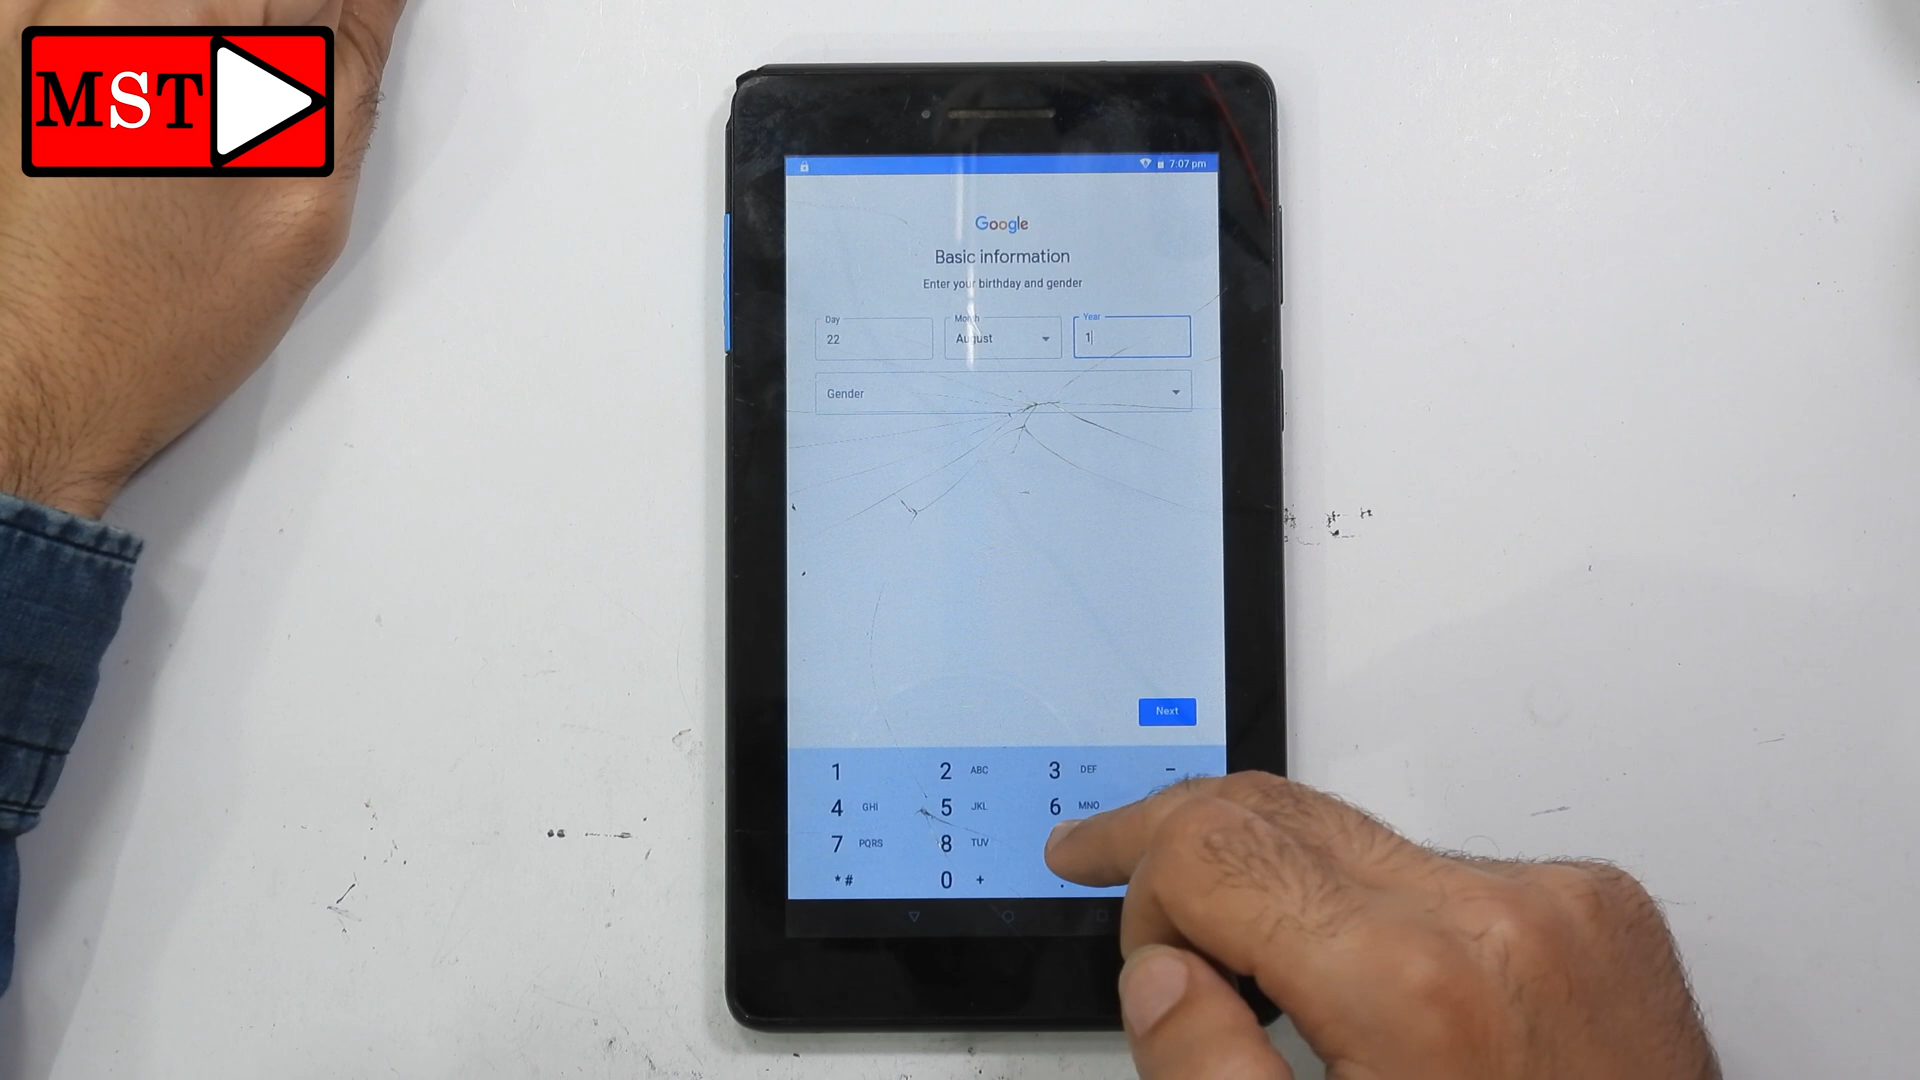 MST
7:07 pm
Google
Basic information
Enter your birthday and gender
Day
Month
Year
22
August
1
Gender
Next
1
2 ABC
3 DEF
-
4 GHI
5 JKL
6 MNO
7 PQRS
8 TUV
*#
0 +
.